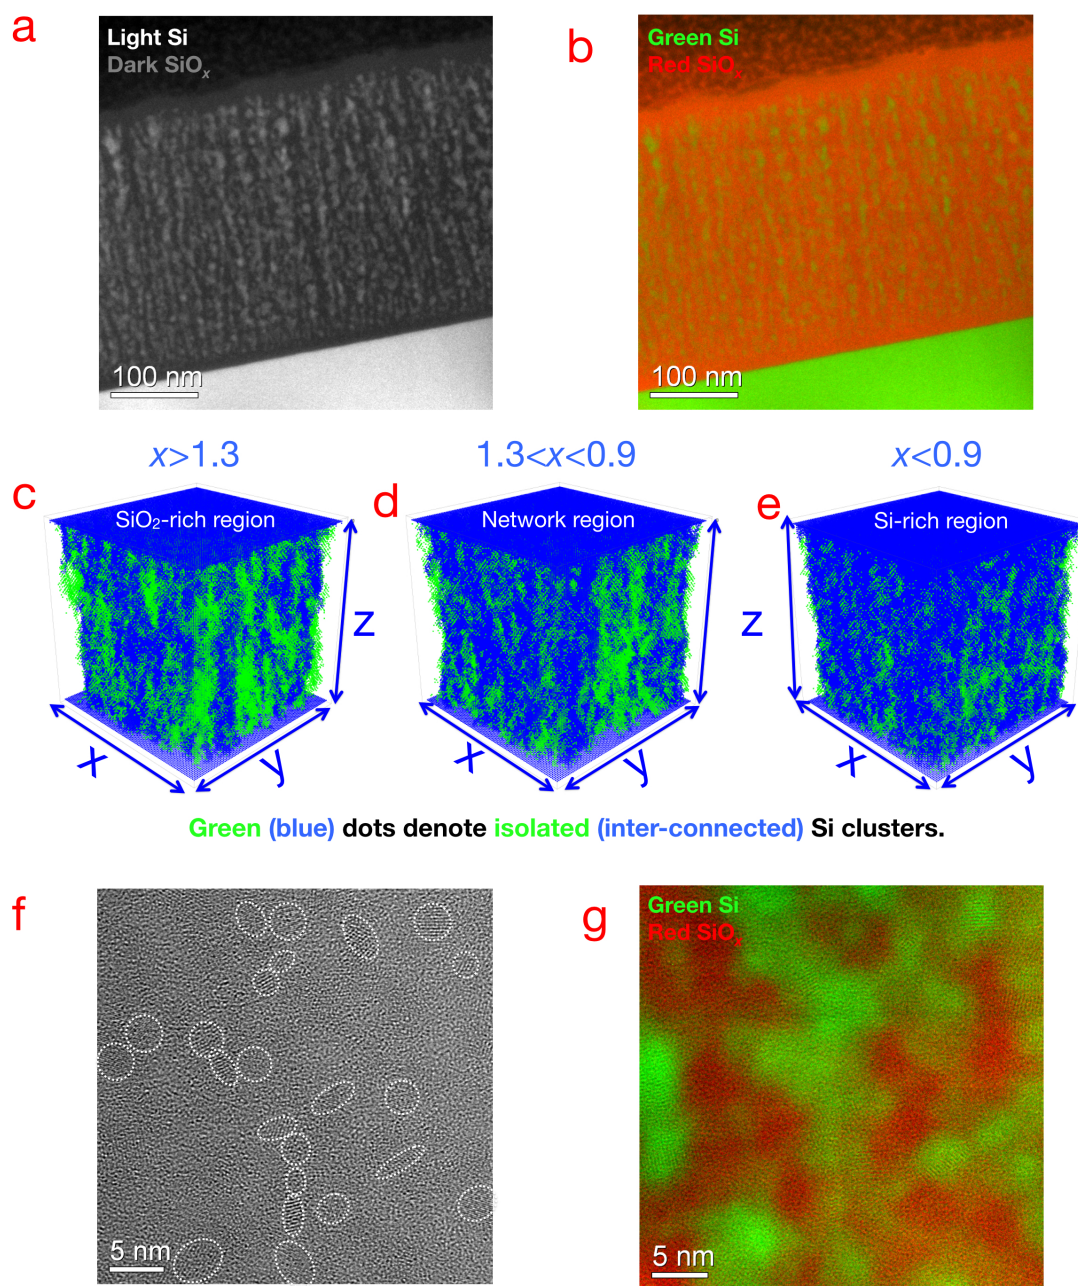 a
Light Si
Dark SiOₓ
100 nm
b
Green Si
Red SiOₓ
100 nm
x>1.3
1.3<x<0.9
x<0.9
c
SiO₂-rich region
Z
x
y
d
Network region
Z
x
y
e
Si-rich region
x
y
Green (blue) dots denote isolated (inter-connected) Si clusters.
f
5 nm
g
Green Si
Red SiOₓ
5 nm